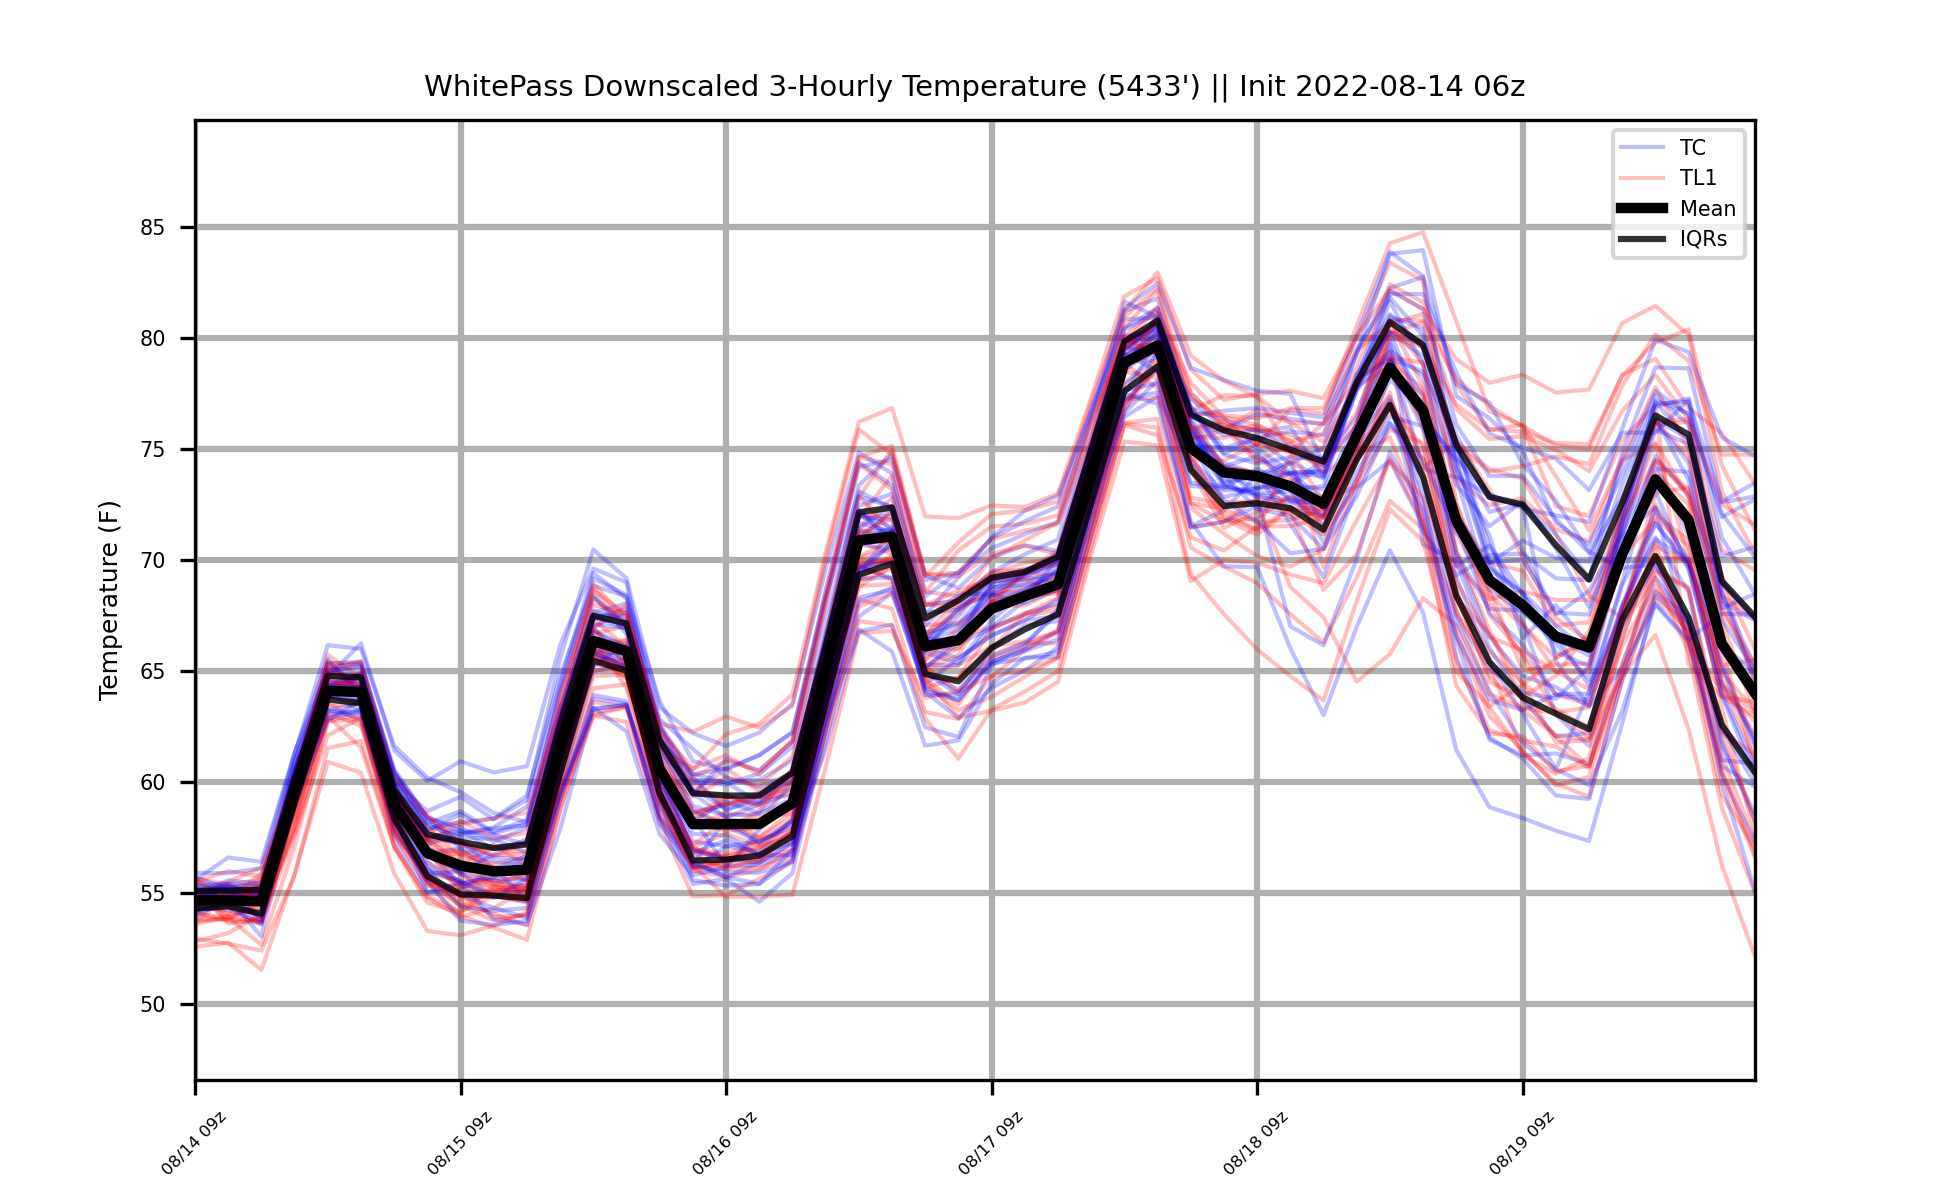 WhitePass Downscaled 3-Hourly Temperature (5433') || Init 2022-08-14 06z
TC
TL1
Mean
IQRs
85
80
75
70
65
60
55
50
Temperature (F)
08/14 09z
08/15 09z
08/16 09z
08/17 09z
08/18 09z
08/19 09z